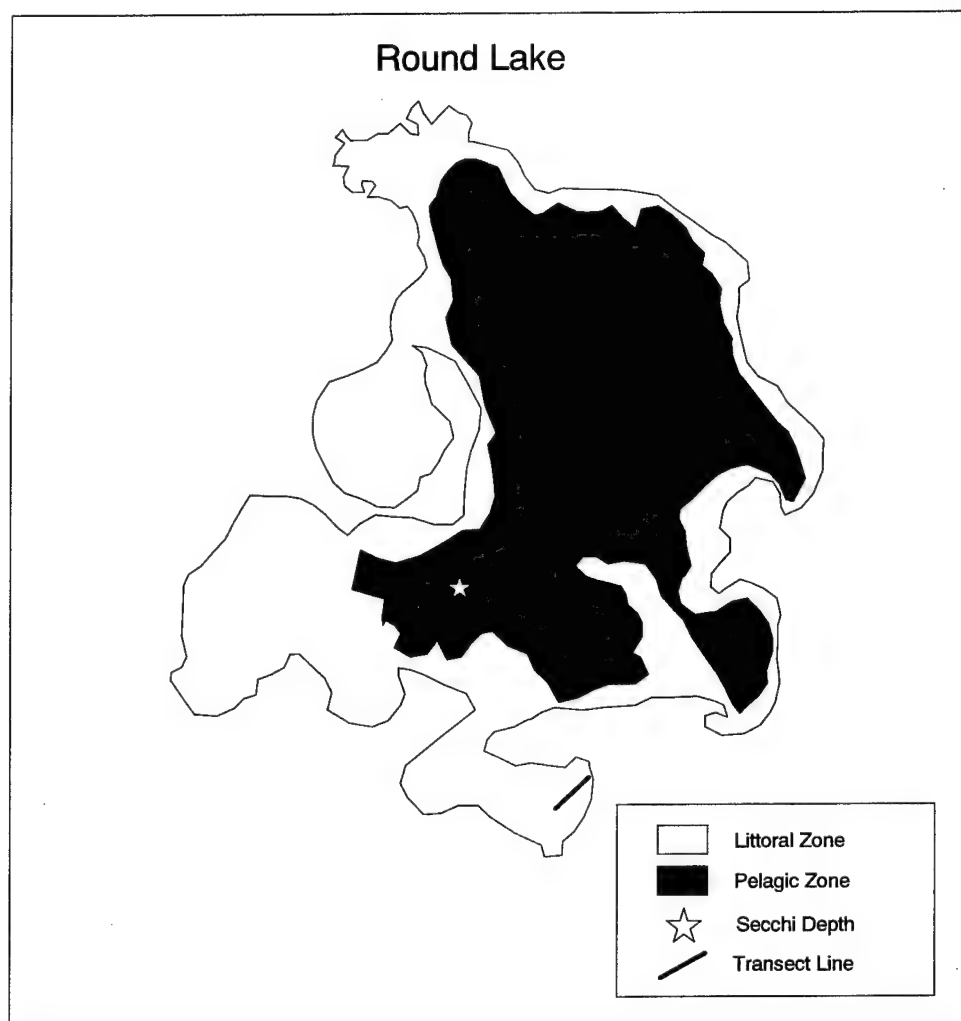 Round Lake
Littoral Zone
Pelagic Zone
Secchi Depth
Transect Line